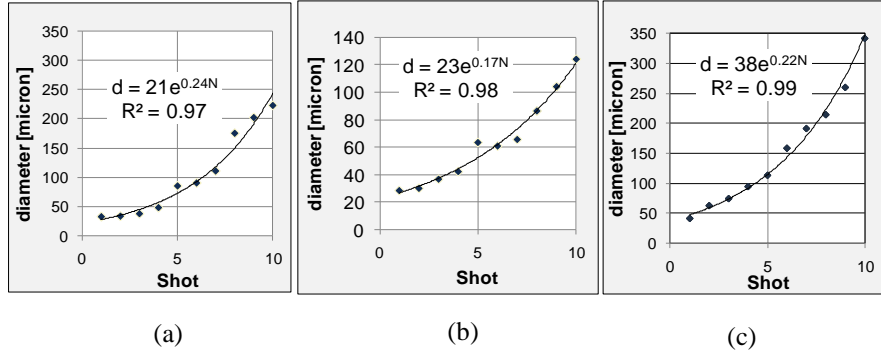 350
300
250
200
150
100
50
0
diameter [micron]
d = 21e^0.24N
R² = 0.97
0 5 10
Shot
(a)
140
120
100
80
60
40
20
0
diameter [micron]
d = 23e^0.17N
R² = 0.98
0 5 10
Shot
(b)
350
300
250
200
150
100
50
0
diameter [micron]
d = 38e^0.22N
R² = 0.99
0 5 10
Shot
(c)